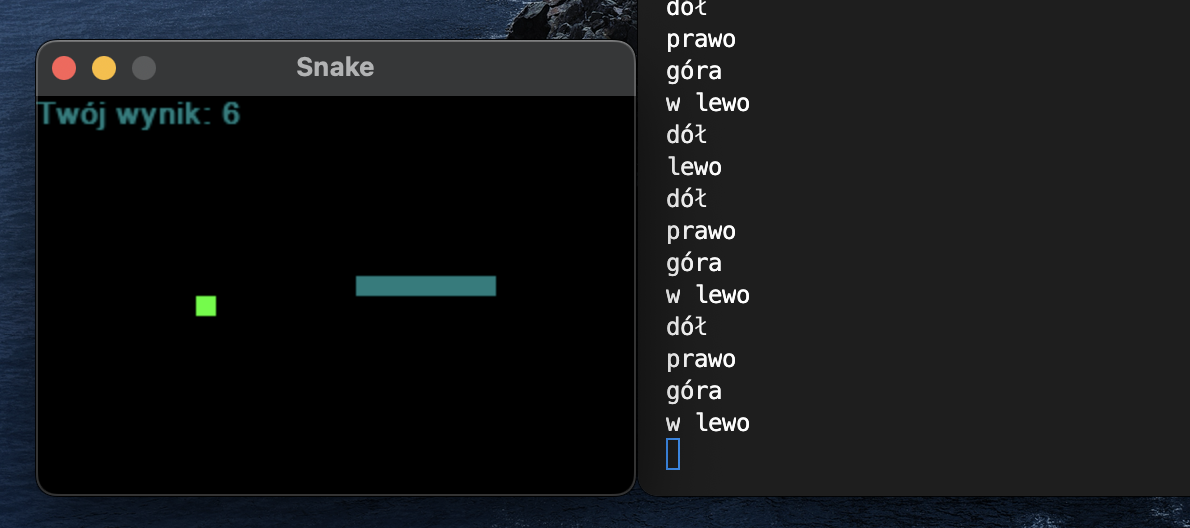 Snake
Twój wynik: 6
dół
prawo
góra
w lewo
dół
lewo
dół
prawo
góra
w lewo
dół
prawo
góra
w lewo